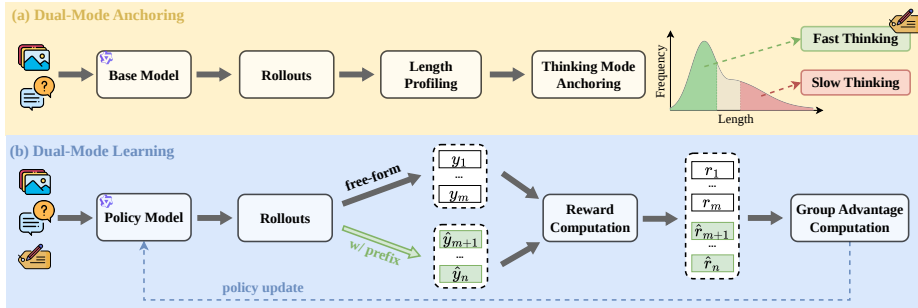 (a) Dual-Mode Anchoring
Base Model
Rollouts
Length
Profiling
Thinking Mode
Anchoring
Frequency
Length
Fast Thinking
Slow Thinking
(b) Dual-Mode Learning
Policy Model
Rollouts
free-form
w/ prefix
y₁
...
yₘ
ŷₘ₊₁
...
ŷₙ
Reward
Computation
r₁
...
rₘ
r̂ₘ₊₁
...
r̂ₙ
Group Advantage
Computation
policy update